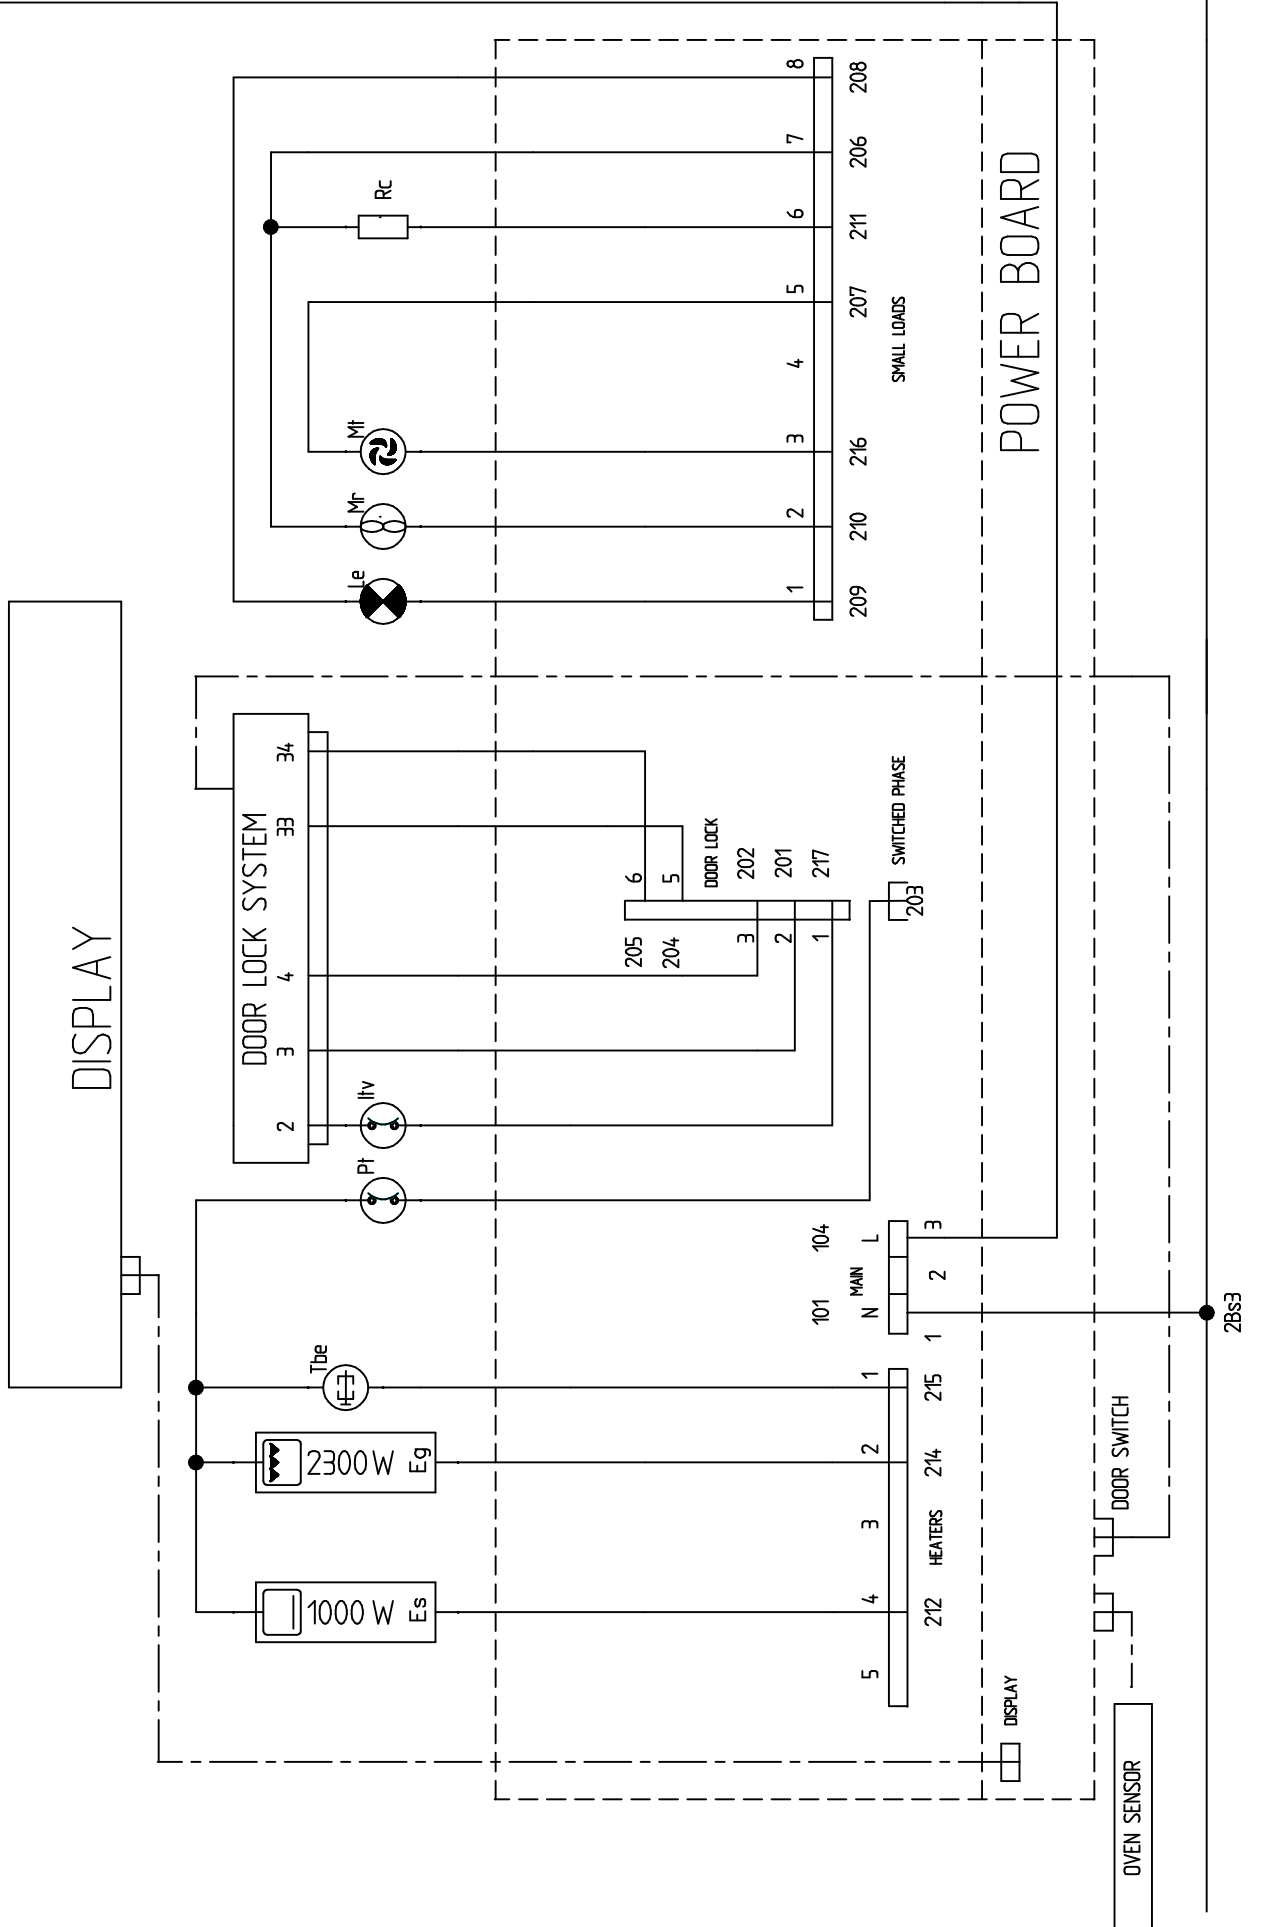 DISPLAY
DOOR LOCK SYSTEM
2
3
4
33
34
Le
Mr
Mt
Rc
Pt
Itv
Tbe
2300 W Eg
1000 W Es
1
2
3
4
5
6
7
8
209
210
216
207
211
206
208
SMALL LOADS
POWER BOARD
6
5
205
204
3
2
1
DOOR LOCK
202
201
217
SWITCHED PHASE
203
101
104
MAIN
N
L
1
2
3
5
4
3
2
1
212
HEATERS
214
215
DISPLAY
DOOR SWITCH
OVEN SENSOR
2Bs3